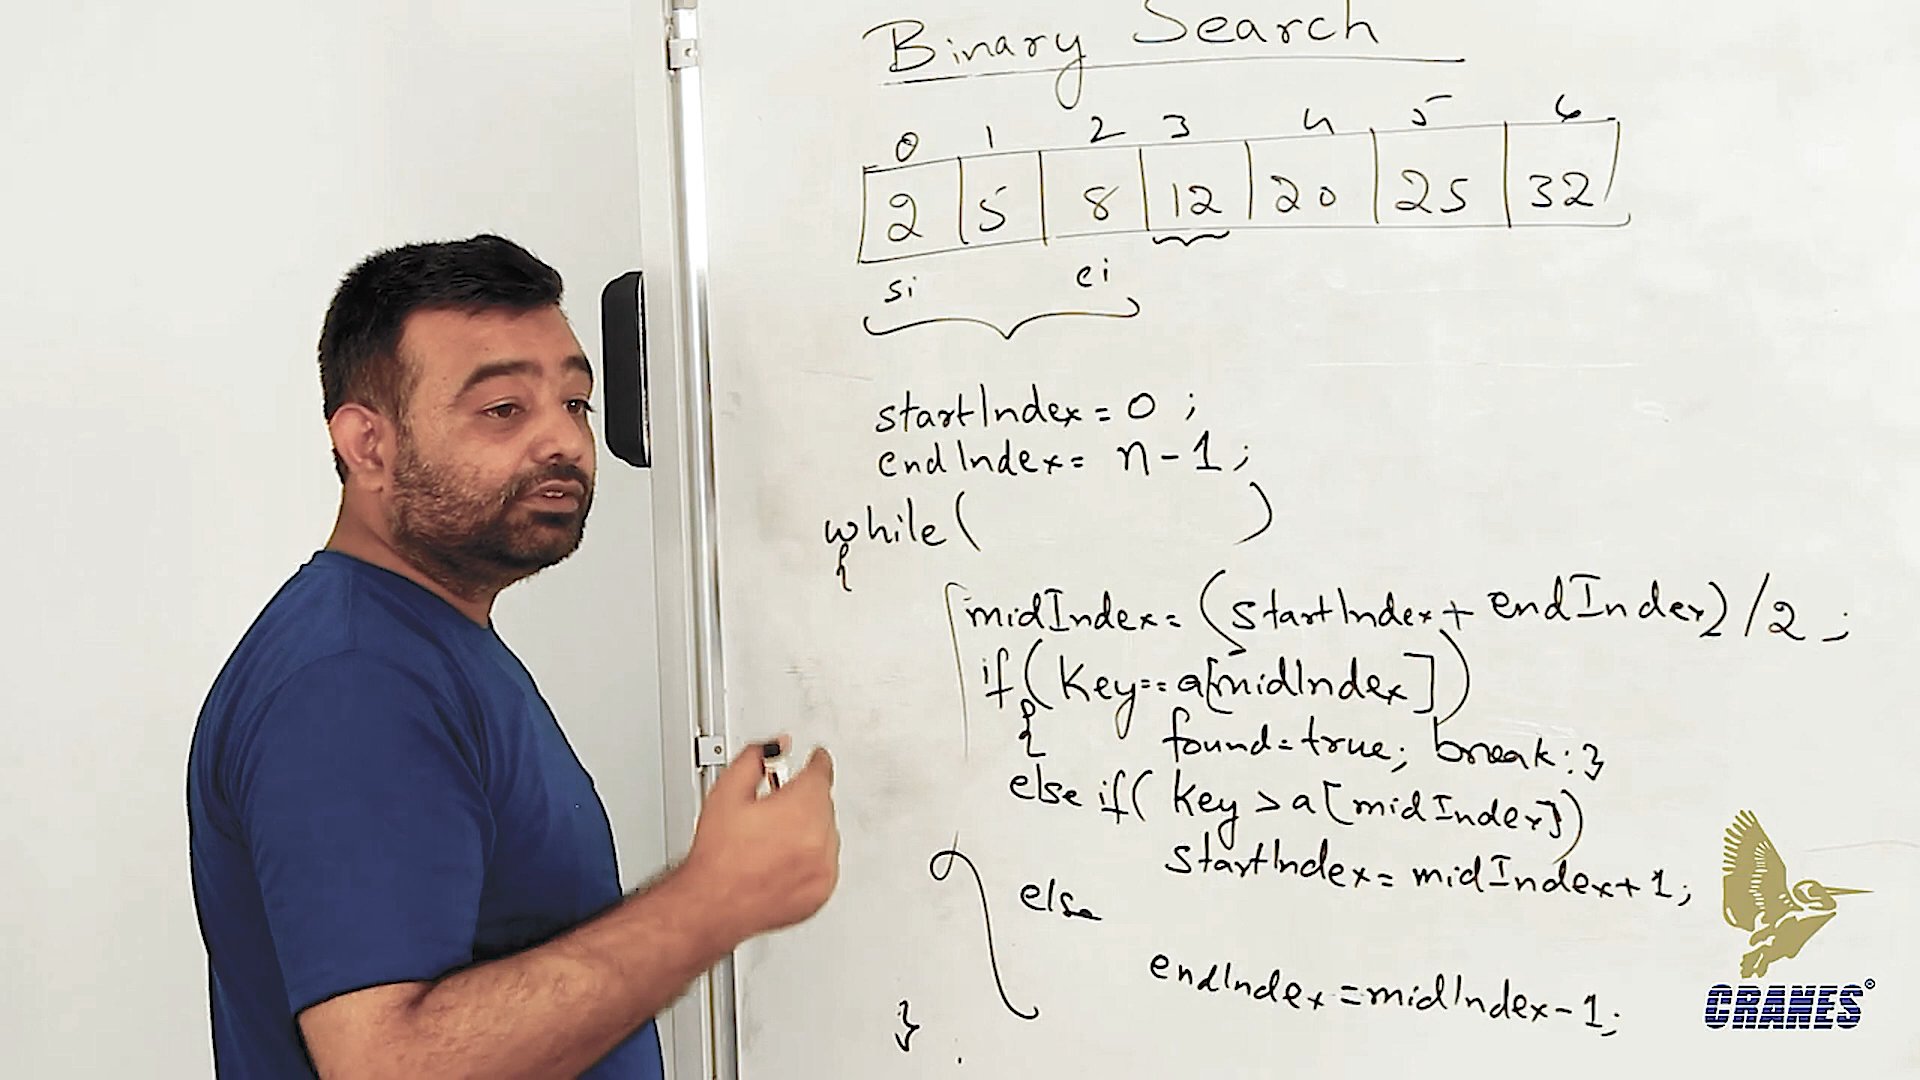 Binary Search
0 1 2 3 4 5 6
2 5 8 12 20 25 32
si ei
startIndex = 0 ;
endIndex = n - 1 ;
while ( )
{
midIndex = (startIndex + endIndex) / 2 ;
if (Key == a[midIndex])
{ found = true; break; }
else if( key > a[midIndex])
startIndex = midIndex + 1;
else
endIndex = midIndex - 1;
}
CRANES